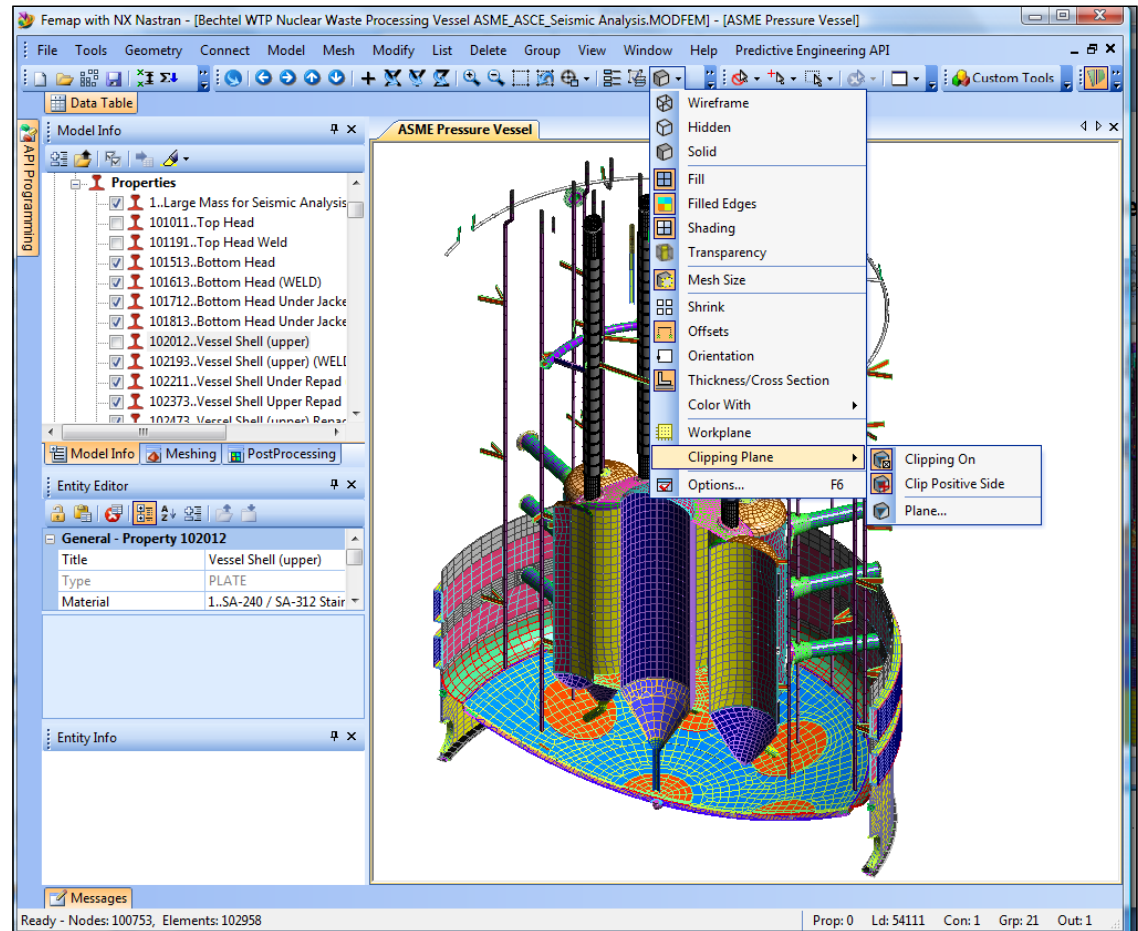 Femap with NX Nastran - [Bechtel WTP Nuclear Waste Processing Vessel ASME_ASCE_Seismic Analysis.MODFEM] - [ASME Pressure Vessel]
File Tools Geometry Connect Model Mesh Modify List Delete Group View Window Help Predictive Engineering API
Custom Tools
Data Table
API Programming
Model Info
Properties
1..Large Mass for Seismic Analysis
101011..Top Head
101191..Top Head Weld
101513..Bottom Head
101613..Bottom Head (WELD)
101712..Bottom Head Under Jacke
101813..Bottom Head Under Jacke
102012..Vessel Shell (upper)
102193..Vessel Shell (upper) (WELD
102211..Vessel Shell Under Repad
102373..Vessel Shell Upper Repad
102473..Vessel Shell (upper) Repad
Model Info Meshing PostProcessing
Entity Editor
General - Property 102012
Title Vessel Shell (upper)
Type PLATE
Material 1..SA-240 / SA-312 Stair
Entity Info
ASME Pressure Vessel
Wireframe
Hidden
Solid
Fill
Filled Edges
Shading
Transparency
Mesh Size
Shrink
Offsets
Orientation
Thickness/Cross Section
Color With
Workplane
Clipping Plane
Options... F6
Clipping On
Clip Positive Side
Plane...
Messages
Ready - Nodes: 100753, Elements: 102958 Prop: 0 Ld: 54111 Con: 1 Grp: 21 Out: 1